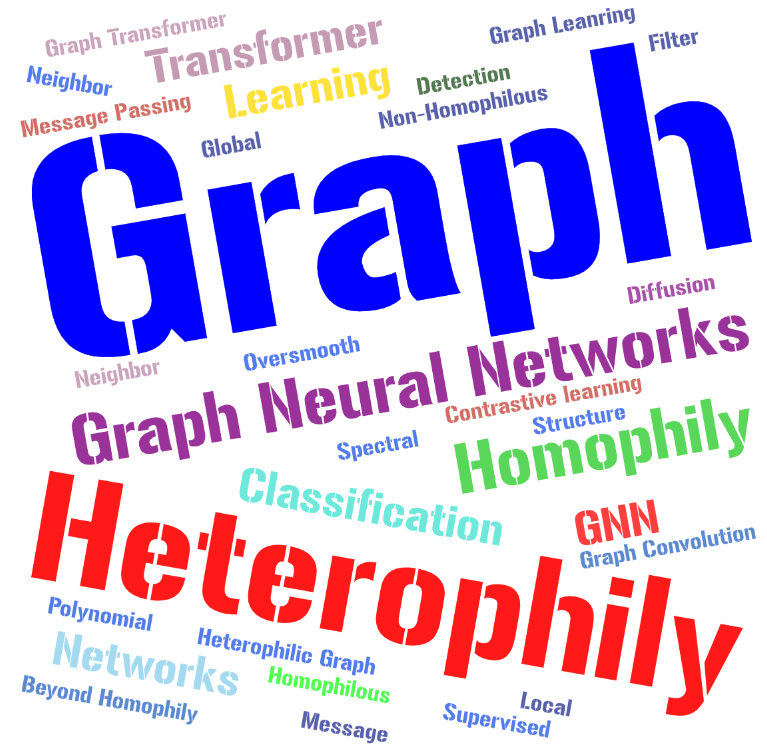 Graph Transformer
Transformer
Graph Leanring
Filter
Neighbor
Learning
Detection
Message Passing
Non-Homophilous
Global
Graph
Diffusion
Neighbor
Oversmooth
Graph Neural Networks
Contrastive learning
Structure
Spectral
Homophily
Classification
GNN
Graph Convolution
Heterophily
Polynomial
Networks
Heterophilic Graph
Homophilous
Beyond Homophily
Local
Supervised
Message